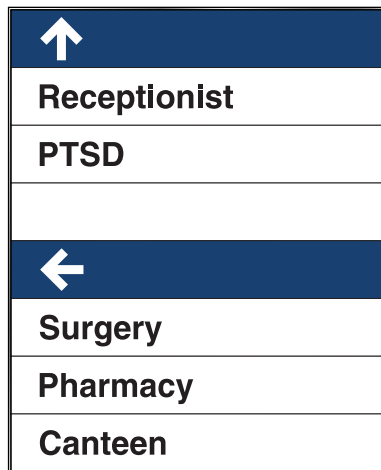 ↑
Receptionist
PTSD
←
Surgery
Pharmacy
Canteen